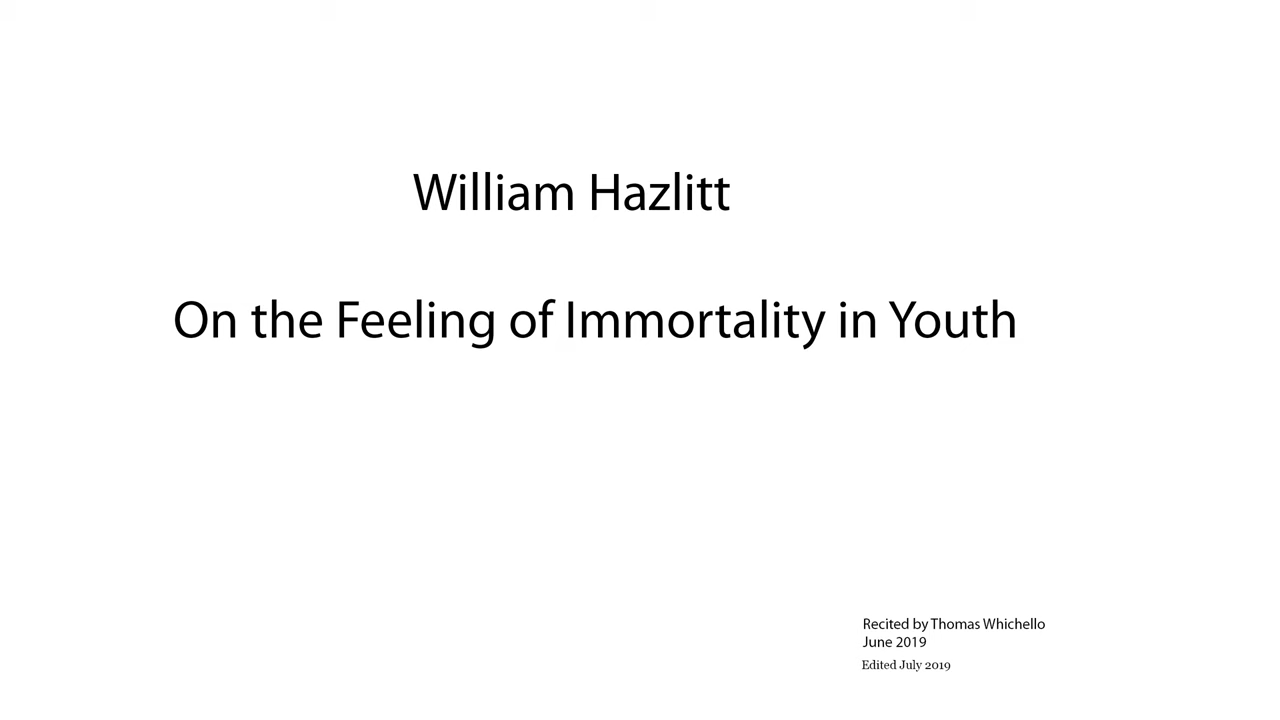 William Hazlitt
On the Feeling of Immortality in Youth
Recited by Thomas Whichello
June 2019
Edited July 2019